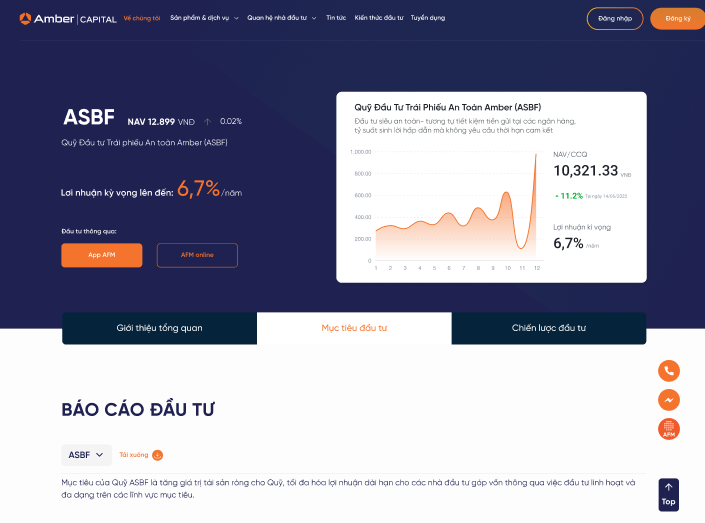 Amber CAPITAL
Về chúng tôi
Sản phẩm & dịch vụ
Quan hệ nhà đầu tư
Tin tức
Kiến thức đầu tư
Tuyển dụng
Đăng nhập
Đăng ký
ASBF NAV 12.899 VND 0.02%
Quỹ Đầu tư Trái phiếu An toàn Amber (ASBF)
Lợi nhuận kỳ vọng lên đến: 6,7%/năm
Đầu tư thông qua:
App AFM
AFM online
Quỹ Đầu Tư Trái Phiếu An Toàn Amber (ASBF)
Đầu tư siêu an toàn– tương tự tiết kiệm tiền gửi tại các ngân hàng,
tỷ suất sinh lời hấp dẫn mà không yêu cầu thời hạn cam kết
1,000.00
800.00
600.00
400.00
200.00
0
1 2 3 4 5 6 7 8 9 10 11 12
NAV/CCQ
10,321.33 VNĐ
- 11.2% Tại ngày 14/03/2022
Lợi nhuận kì vọng
6,7% /năm
Giới thiệu tổng quan
Mục tiêu đầu tư
Chiến lược đầu tư
BÁO CÁO ĐẦU TƯ
ASBF
Tải xuống
Mục tiêu của Quỹ ASBF là tăng giá trị tài sản ròng cho Quỹ, tối đa hóa lợi nhuận dài hạn cho các nhà đầu tư góp vốn thông qua việc đầu tư linh hoạt và
đa dạng trên các lĩnh vực mục tiêu.
AFM
Top